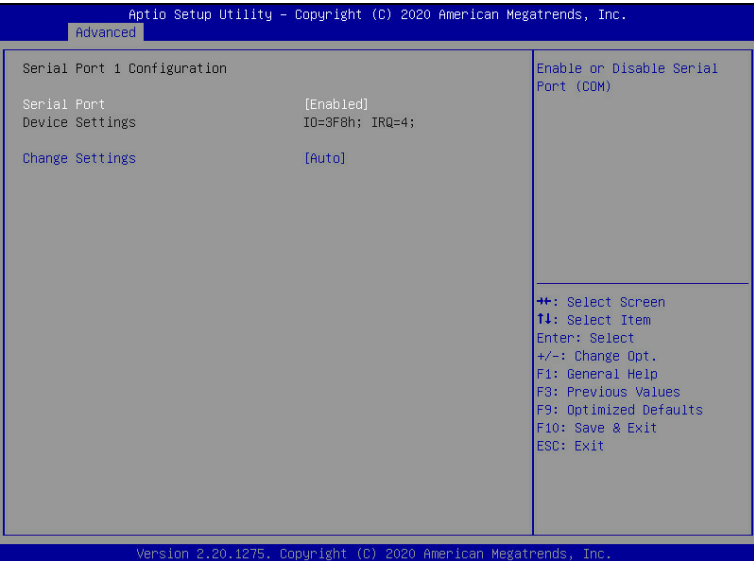 Aptio Setup Utility – Copyright (C) 2020 American Megatrends, Inc.
Advanced
Serial Port 1 Configuration
Serial Port [Enabled]
Device Settings IO=3F8h; IRQ=4;
Change Settings [Auto]
Enable or Disable Serial
Port (COM)
→←: Select Screen
↑↓: Select Item
Enter: Select
+/-: Change Opt.
F1: General Help
F3: Previous Values
F9: Optimized Defaults
F10: Save & Exit
ESC: Exit
Version 2.20.1275. Copyright (C) 2020 American Megatrends, Inc.